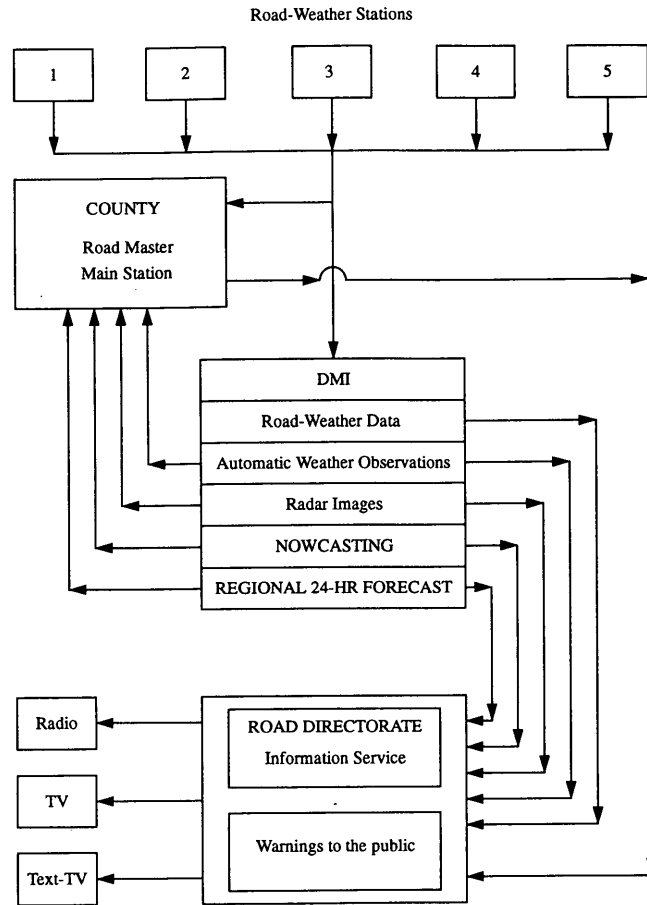 Road-Weather Stations
1 2 3 4 5
COUNTY
Road Master
Main Station
DMI
Road-Weather Data
Automatic Weather Observations
Radar Images
NOWCASTING
REGIONAL 24-HR FORECAST
Radio
ROAD DIRECTORATE
Information Service
TV
Warnings to the public
Text-TV